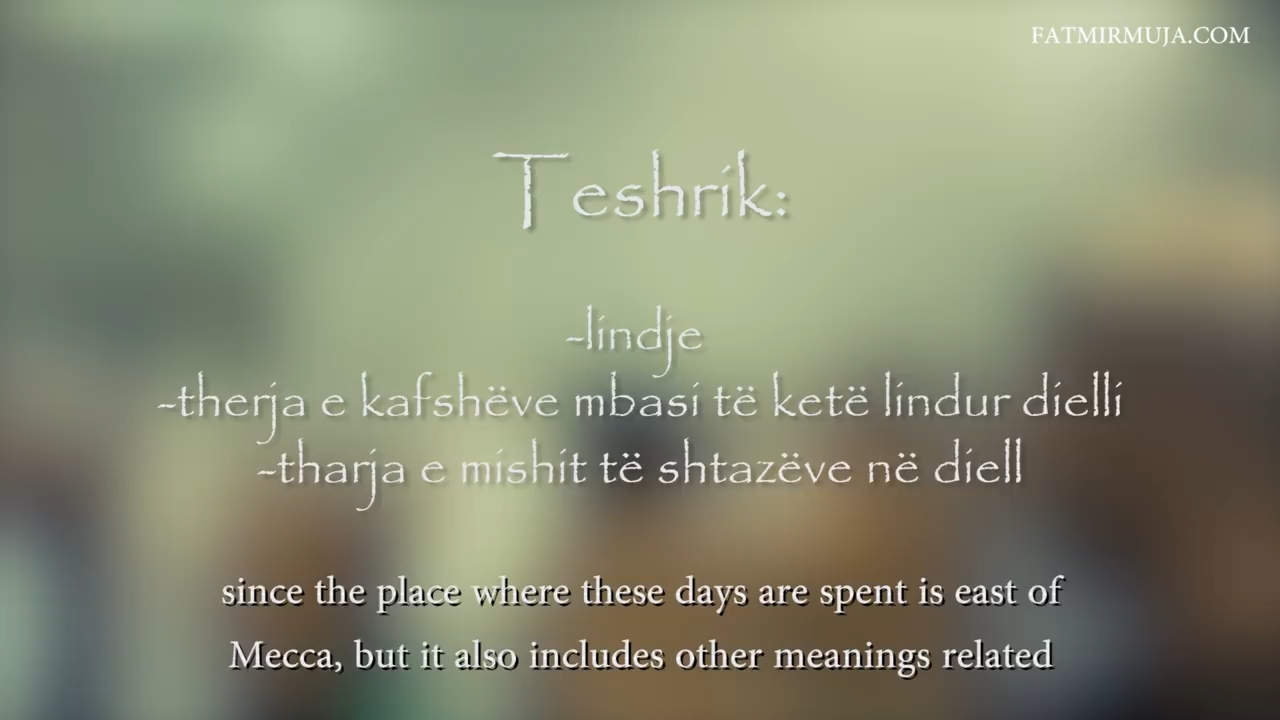 FATMIRMUJA.COM
Teshrik:
-lindje
-therja e kafshëve mbasi të ketë lindur dielli
-tharja e mishit të shtazëve në diell
since the place where these days are spent is east of
Mecca, but it also includes other meanings related